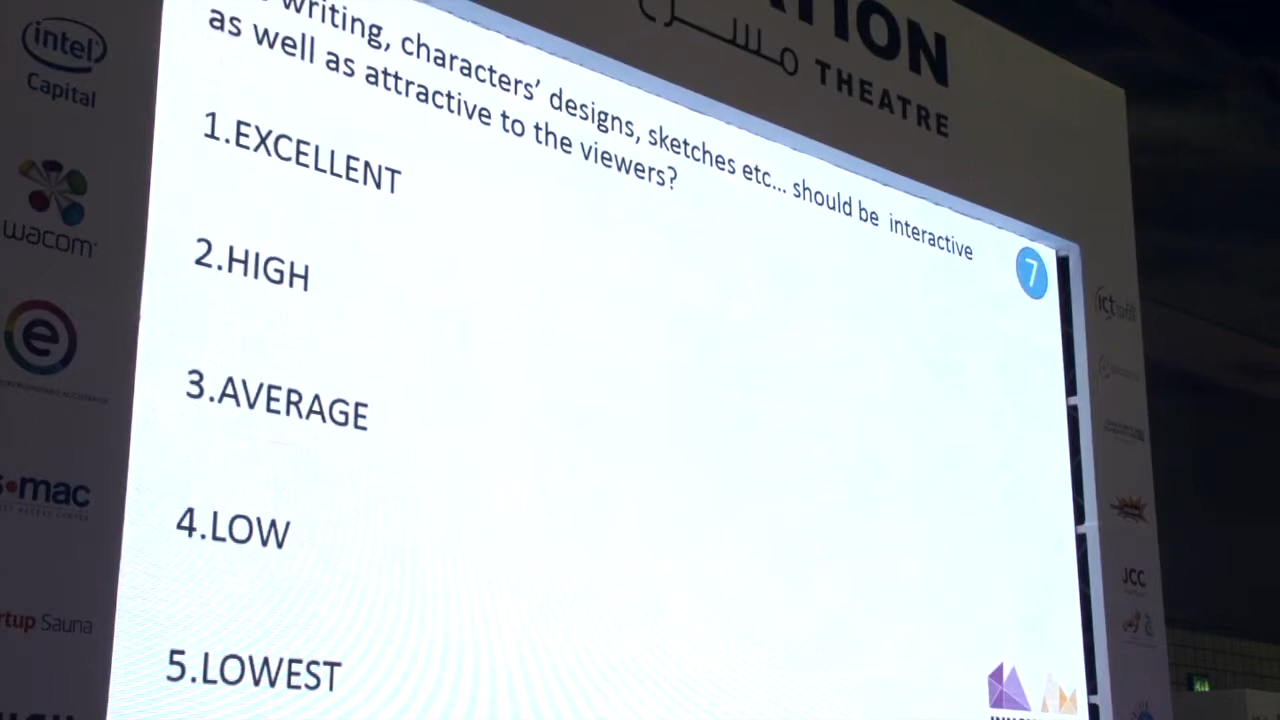 writing, characters' designs, sketches etc... should be interactive
as well as attractive to the viewers?
1.EXCELLENT
2.HIGH
3.AVERAGE
4.LOW
5.LOWEST
7
THEATRE
intel
Capital
wacom
e
mac
Sauna
ict
JCC